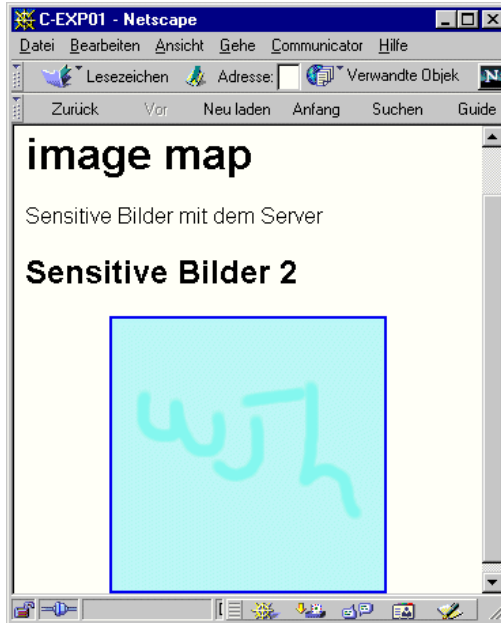 C-EXP01 - Netscape
Datei Bearbeiten Ansicht Gehe Communicator Hilfe
Lesezeichen Adresse: Verwandte Objek N
Zurück Vor Neu laden Anfang Suchen Guide
image map
Sensitive Bilder mit dem Server
Sensitive Bilder 2